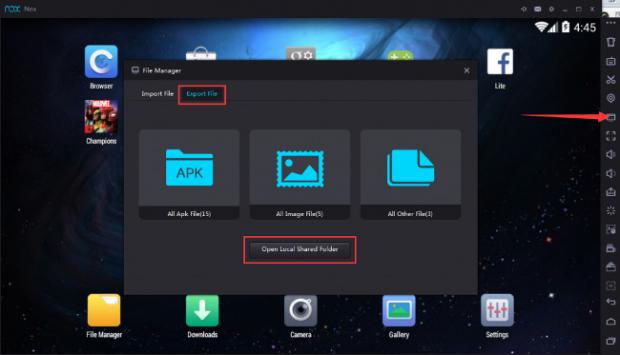 nox Nox
4:45
Browser
Lite
MARVEL
Champions
File Manager
Import File
Export File
APK
All Apk File(15)
All Image File(5)
All Other File(3)
Open Local Shared Folder
File Manager
Downloads
Camera
Gallery
Settings